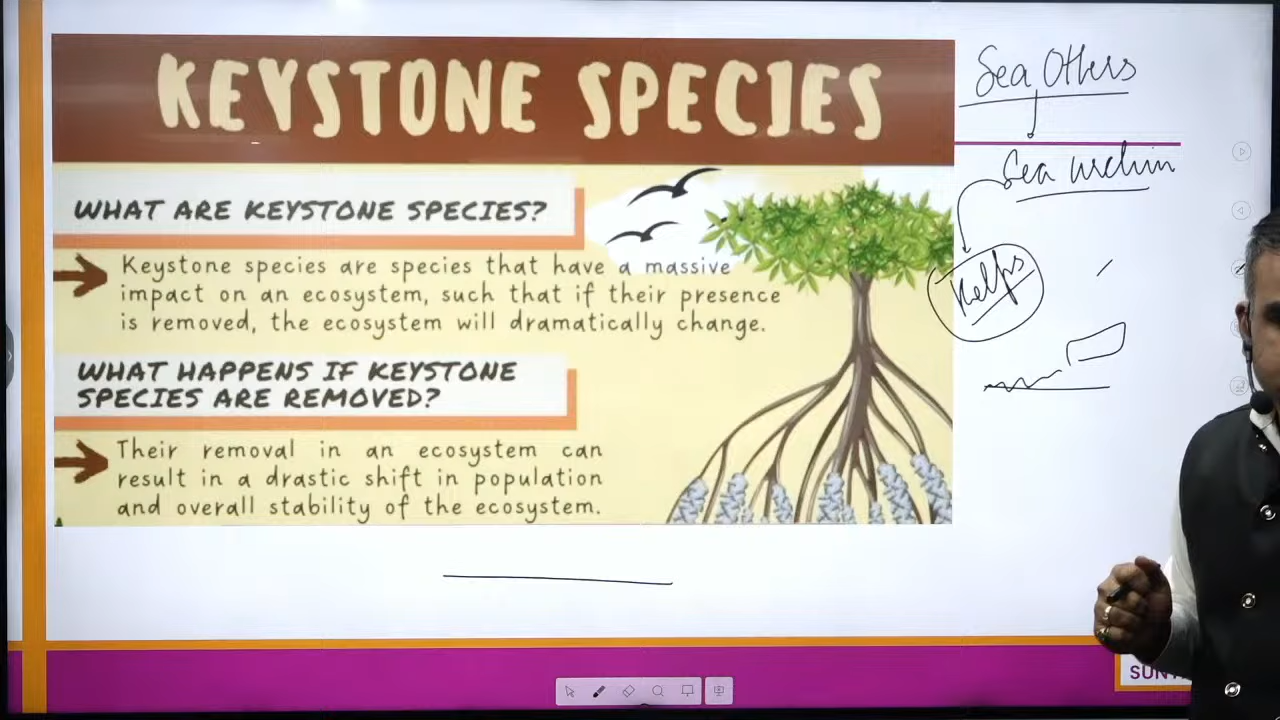 KEYSTONE SPECIES
WHAT ARE KEYSTONE SPECIES?
Keystone species are species that have a massive
impact on an ecosystem, such that if their presence
is removed, the ecosystem will dramatically change.
WHAT HAPPENS IF KEYSTONE
SPECIES ARE REMOVED?
Their removal in an ecosystem can
result in a drastic shift in population
and overall stability of the ecosystem.
Sea Otters
Sea urchin
Kelps
SUN